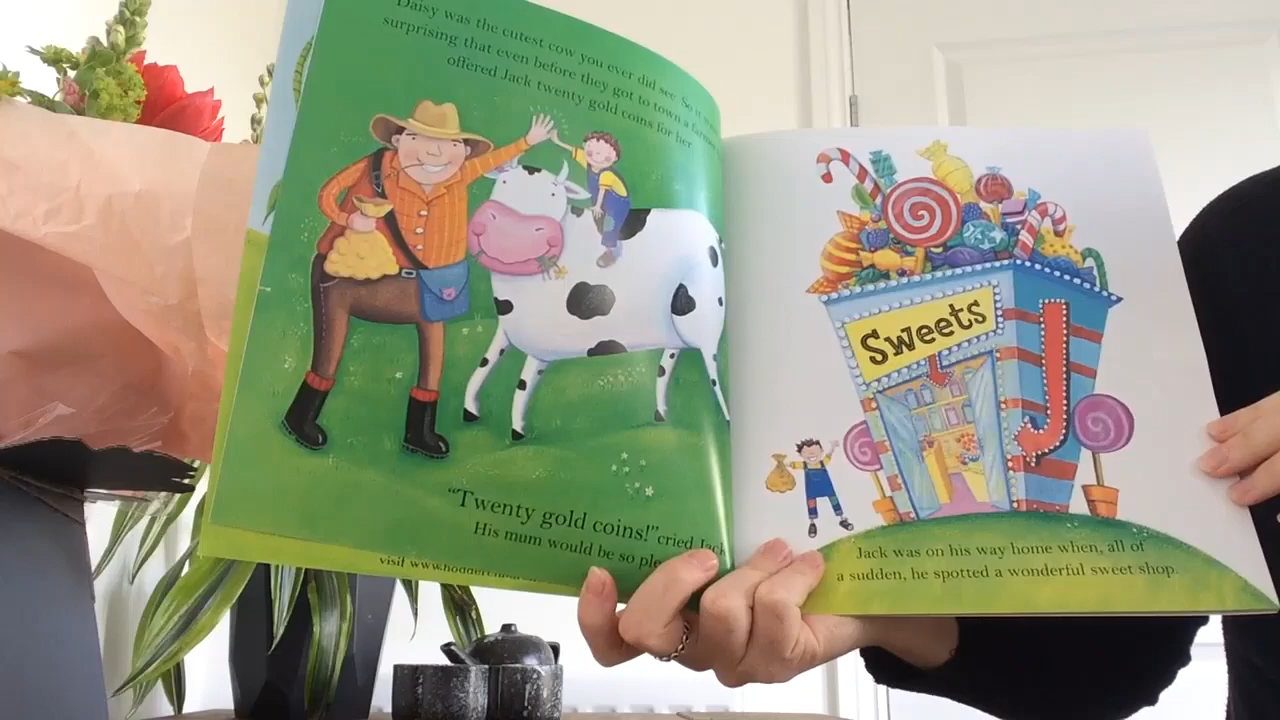 Daisy was the cutest cow you ever did see. So it
surprising that even before they got to town a farmer
offered Jack twenty gold coins for her
"Twenty gold coins!" cried Jack
His mum would be so
visit www.hodder
Sweets
J
Jack was on his way home when, all of
a sudden, he spotted a wonderful sweet shop.